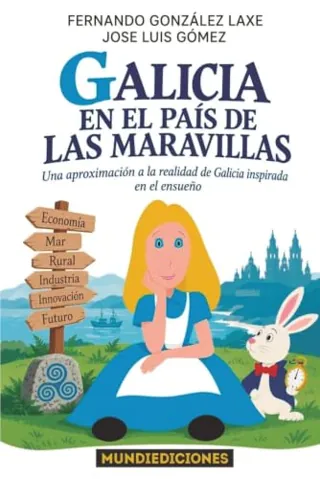 FERNANDO GONZÁLEZ LAXE
JOSE LUIS GÓMEZ
GALICIA
EN EL PAÍS DE
LAS MARAVILLAS
Una aproximación a la realidad de Galicia inspirada
en el ensueño
Economía
Mar
Rural
Industria
Innovación
Futuro
MUNDIEDICIONES